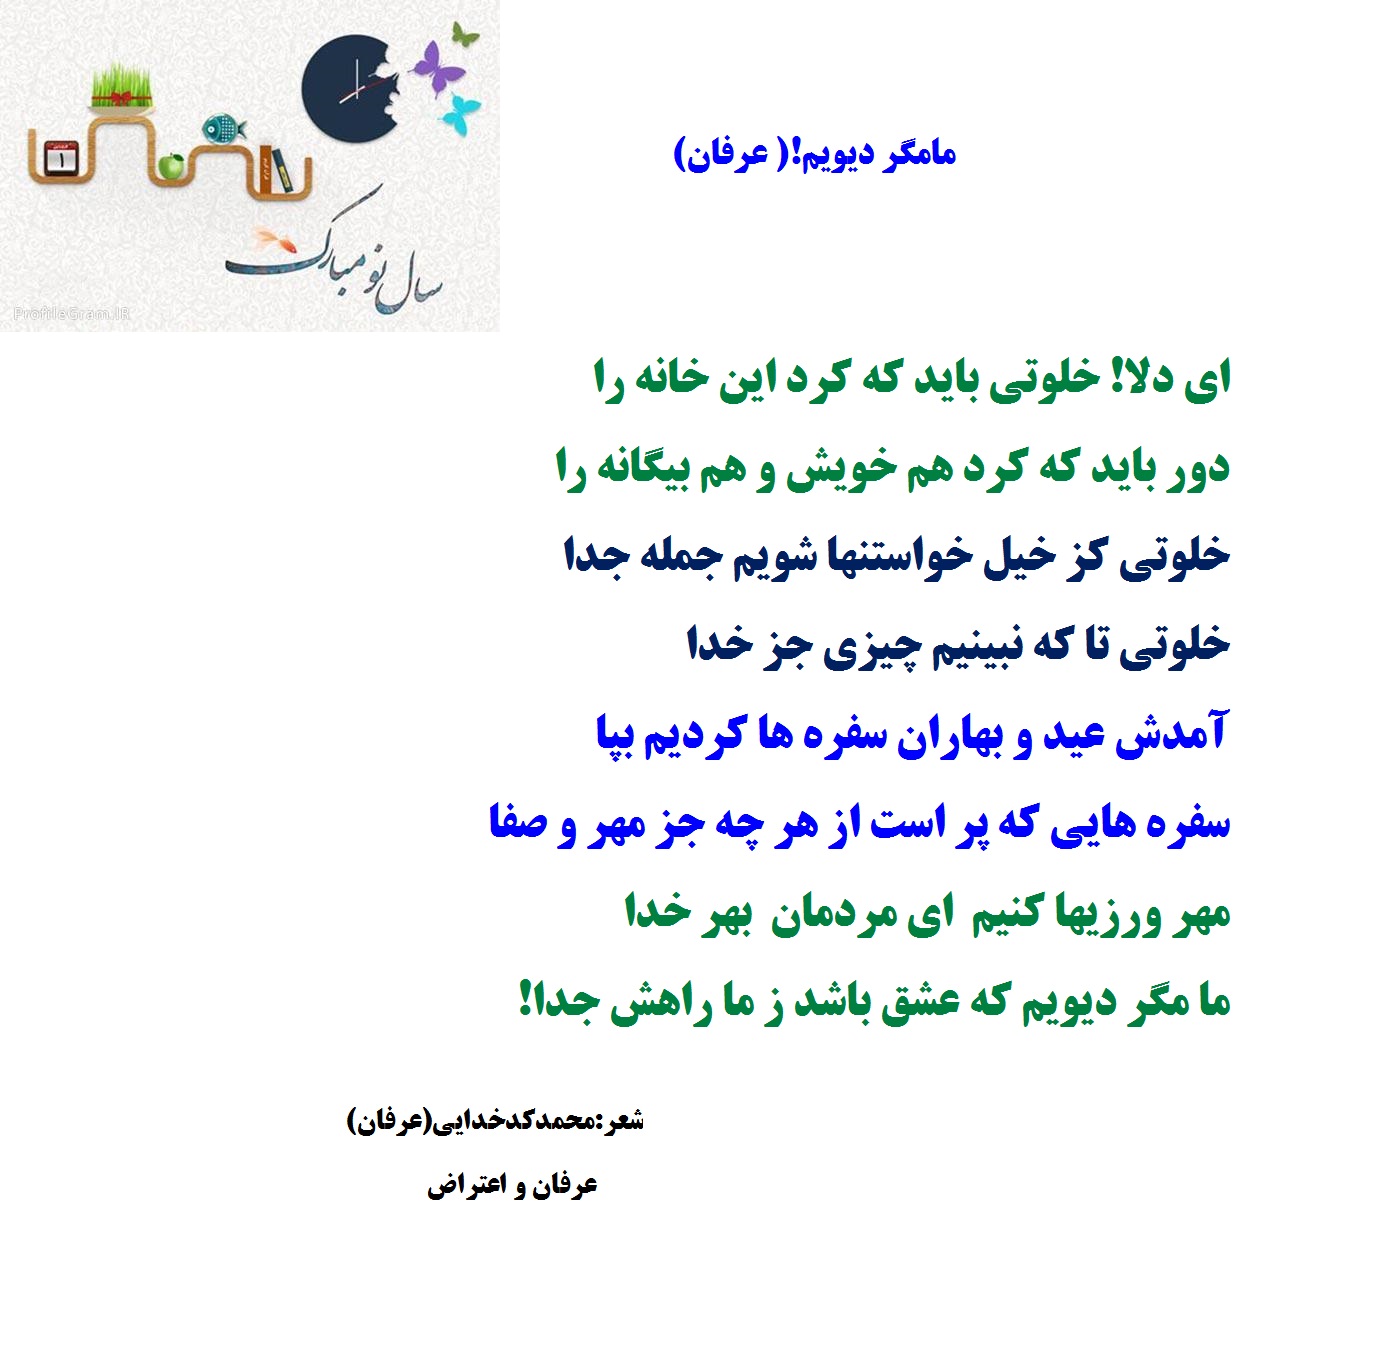 سال نو مبارک
۱
ProfileGram.IR
مامگر دیویم!( عرفان)
ای دلا! خلوتی باید که کرد این خانه را
دور باید که کرد هم خویش و هم بیگانه را
خلوتی کز خیل خواستنها شویم جمله جدا
خلوتی تا که نبینیم چیزی جز خدا
آمدش عید و بهاران سفره ها کردیم بپا
سفره هایی که پر است از هر چه جز مهر و صفا
مهر ورزیها کنیم ای مردمان بهر خدا
ما مگر دیویم که عشق باشد ز ما راهش جدا!
شعر:محمدکدخدایی(عرفان)
عرفان و اعتراض